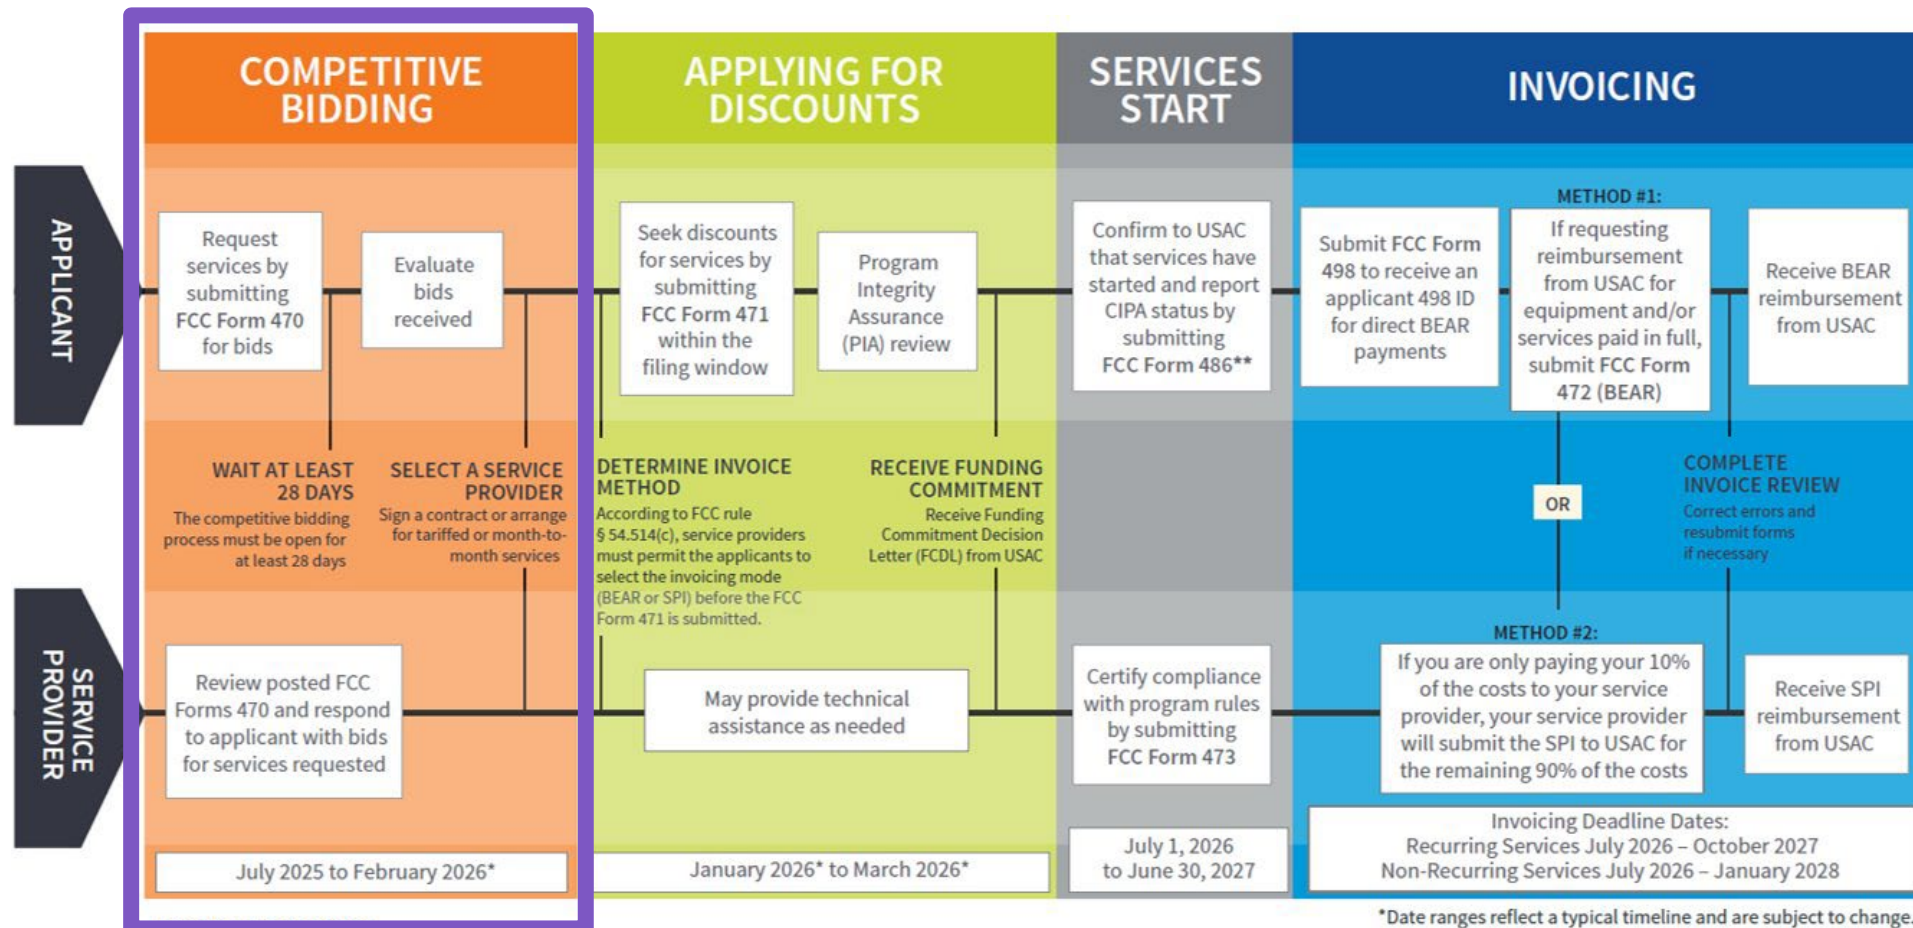 COMPETITIVE
BIDDING
APPLYING FOR
DISCOUNTS
SERVICES
START
INVOICING
APPLICANT
Request
services by
submitting
FCC Form 470
for bids
Evaluate
bids
received
Seek discounts
for services by
submitting
FCC Form 471
within the
filing window
Program
Integrity
Assurance
(PIA) review
Confirm to USAC
that services have
started and report
CIPA status by
submitting
FCC Form 486**
Submit FCC Form
498 to receive an
applicant 498 ID
for direct BEAR
payments
METHOD #1:
If requesting
reimbursement
from USAC for
equipment and/or
services paid in full,
submit FCC Form
472 (BEAR)
Receive BEAR
reimbursement
from USAC
WAIT AT LEAST
28 DAYS
The competitive bidding
process must be open for
at least 28 days
SELECT A SERVICE
PROVIDER
Sign a contract or arrange
for tariffed or month-to-
month services
DETERMINE INVOICE
METHOD
According to FCC rule
§ 54.514(c), service providers
must permit the applicants to
select the invoicing mode
(BEAR or SPI) before the FCC
Form 471 is submitted.
RECEIVE FUNDING
COMMITMENT
Receive Funding
Commitment Decision
Letter (FCDL) from USAC
OR
COMPLETE
INVOICE REVIEW
Correct errors and
resubmit forms
if necessary
SERVICE
PROVIDER
Review posted FCC
Forms 470 and respond
to applicant with bids
for services requested
May provide technical
assistance as needed
Certify compliance
with program rules
by submitting
FCC Form 473
METHOD #2:
If you are only paying your 10%
of the costs to your service
provider, your service provider
will submit the SPI to USAC for
the remaining 90% of the costs
Receive SPI
reimbursement
from USAC
July 2025 to February 2026*
January 2026* to March 2026*
July 1, 2026
to June 30, 2027
Invoicing Deadline Dates:
Recurring Services July 2026 – October 2027
Non-Recurring Services July 2026 – January 2028
*Date ranges reflect a typical timeline and are subject to change.